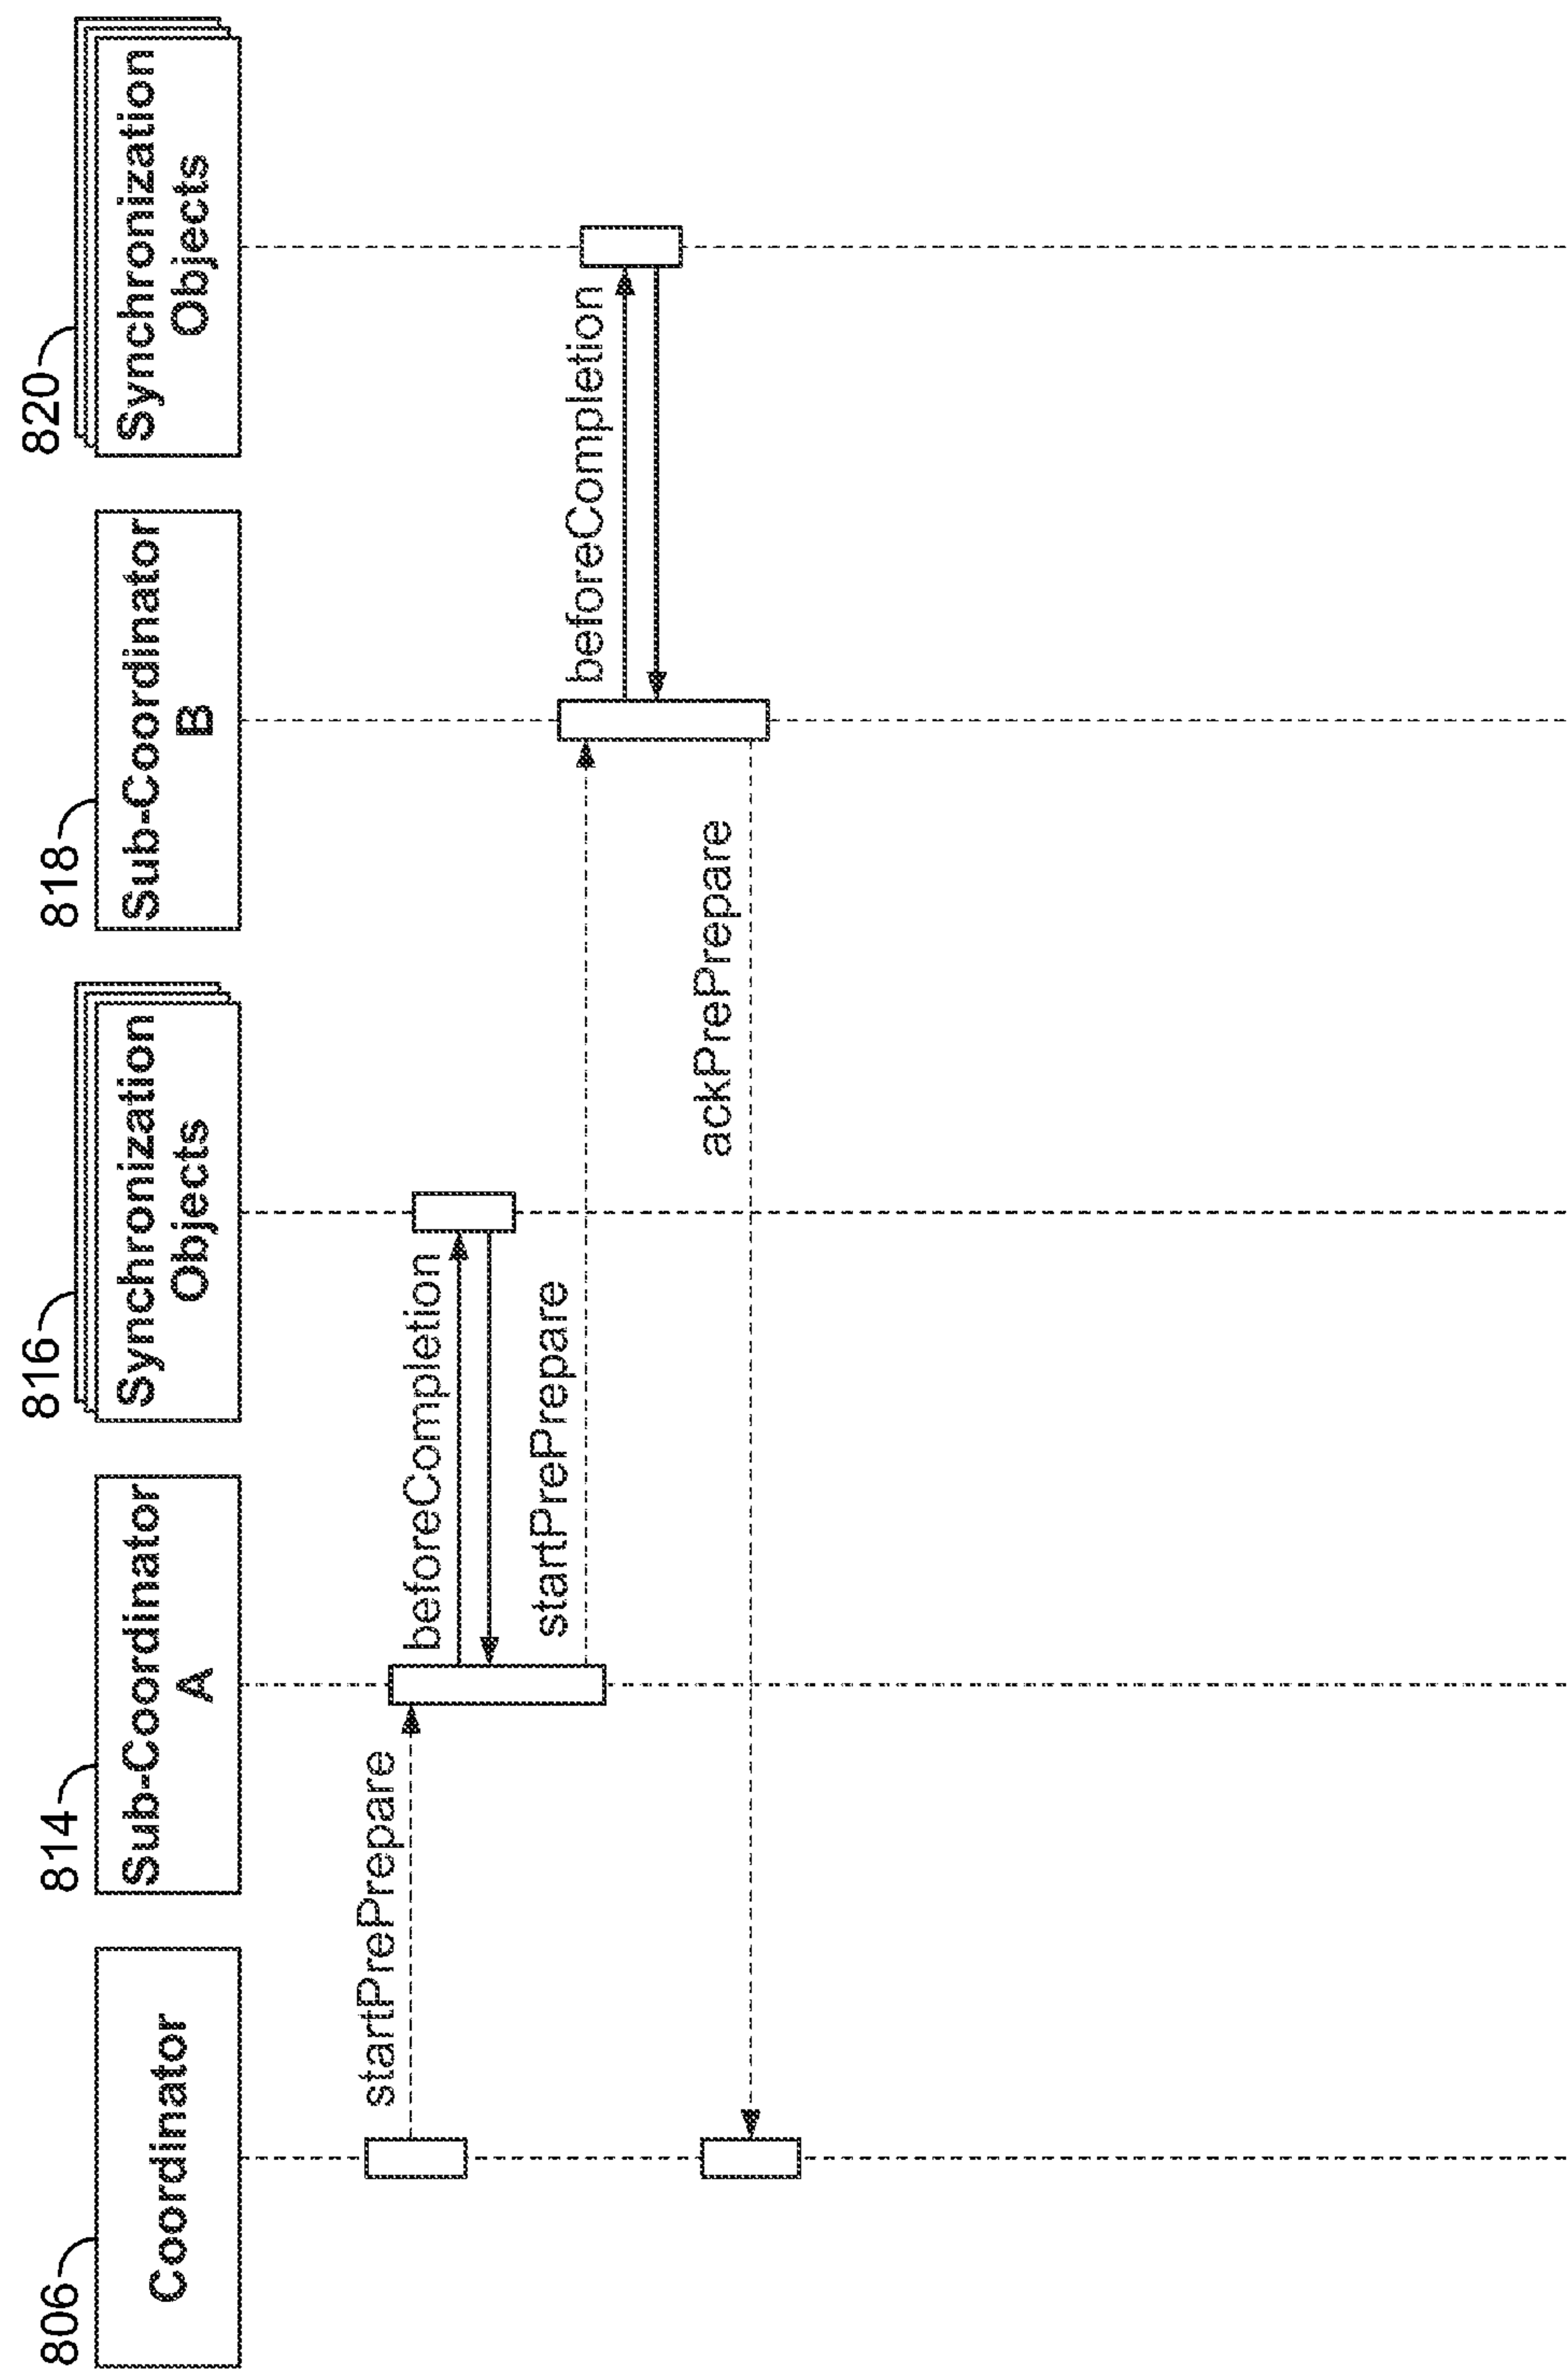 806
Coordinator
814
Sub-Coordinator
A
816
Synchronization
Objects
818
Sub-Coordinator
B
820
Synchronization
Objects
startPrePrepare
beforeCompletion
startPrePrepare
beforeCompletion
ackPrePrepare